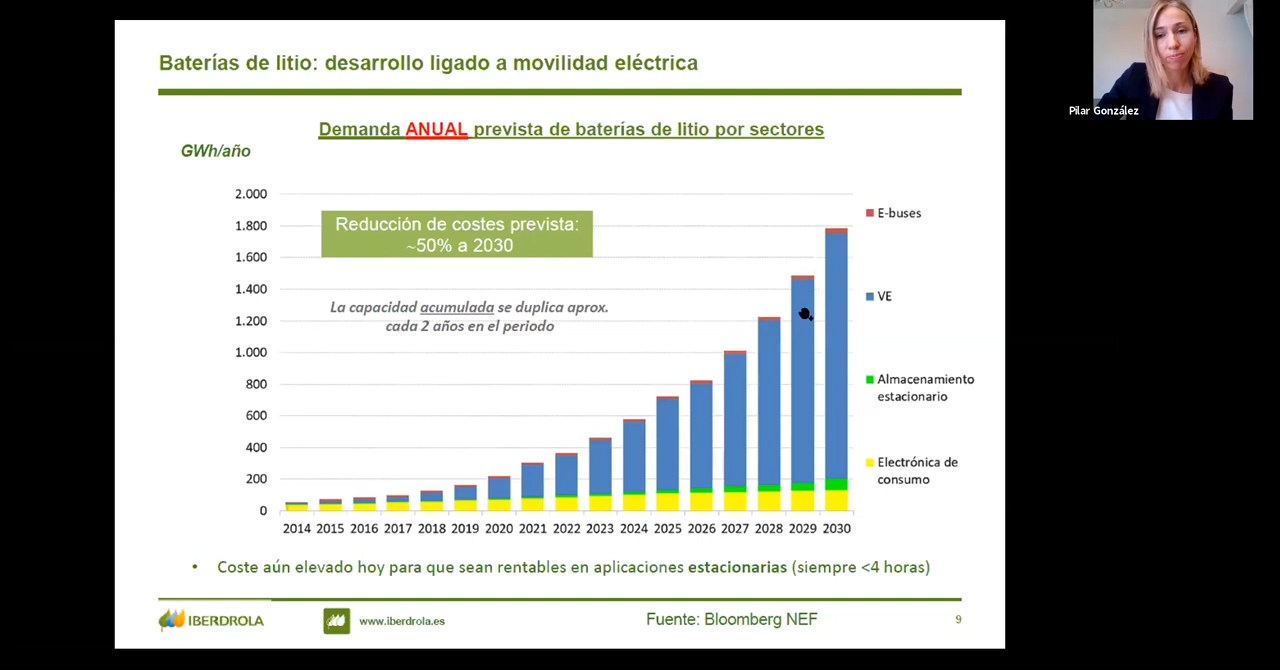 Baterías de litio: desarrollo ligado a movilidad eléctrica
Pilar González
Demanda ANUAL prevista de baterías de litio por sectores
GWh/año
2.000
1.800
1.600
1.400
1.200
1.000
800
600
400
200
0
Reducción de costes prevista:
~50% a 2030
La capacidad acumulada se duplica aprox.
cada 2 años en el periodo
E-buses
VE
Almacenamiento
estacionario
Electrónica de
consumo
2014 2015 2016 2017 2018 2019 2020 2021 2022 2023 2024 2025 2026 2027 2028 2029 2030
• Coste aún elevado hoy para que sean rentables en aplicaciones estacionarias (siempre <4 horas)
IBERDROLA
www.iberdrola.es
Fuente: Bloomberg NEF
9